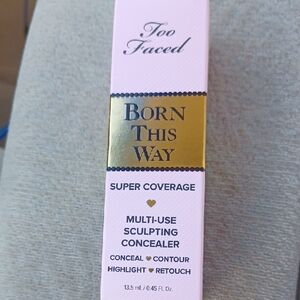 Too
Faced
BORN
THIS
WAY
SUPER COVERAGE
MULTI-USE
SCULPTING
CONCEALER
CONCEAL ♥ CONTOUR
HIGHLIGHT ♥ RETOUCH
13.5 ml / 0.45 Fl. Oz.